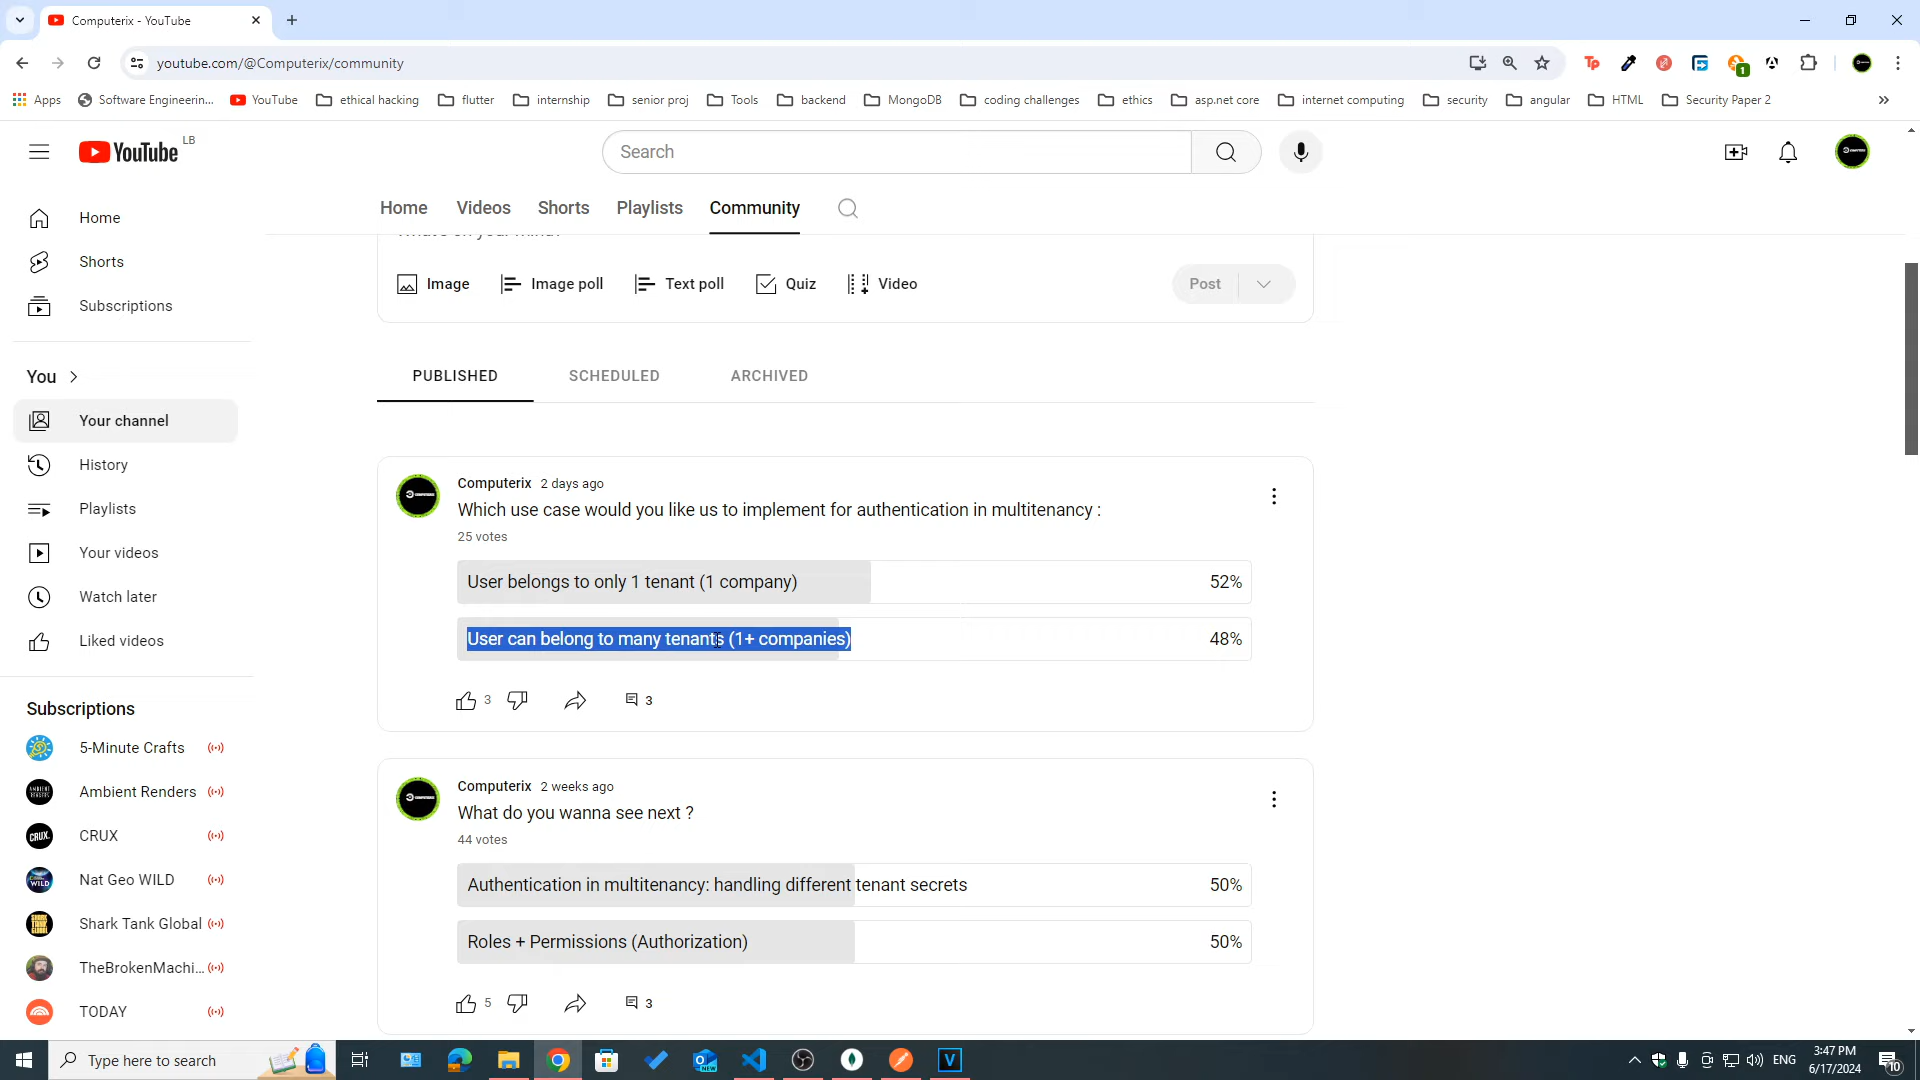 Computerix - YouTube
youtube.com/@Computerix/community
Tp
1
Apps
Software Engineerin...
YouTube
ethical hacking
flutter
internship
senior proj
Tools
backend
MongoDB
coding challenges
ethics
asp.net core
internet computing
security
angular
HTML
Security Paper 2
YouTube LB
Search
Home
Videos
Shorts
Playlists
Community
What's on your mind?
Image
Image poll
Text poll
Quiz
Video
Post
PUBLISHED
SCHEDULED
ARCHIVED
Home
Shorts
Subscriptions
You
Your channel
History
Playlists
Your videos
Watch later
Liked videos
Subscriptions
5-Minute Crafts
Ambient Renders
CRUX
Nat Geo WILD
Shark Tank Global
TheBrokenMachi...
TODAY
Computerix 2 days ago
Which use case would you like us to implement for authentication in multitenancy :
25 votes
User belongs to only 1 tenant (1 company) 52%
User can belong to many tenants (1+ companies) 48%
3
3
Computerix 2 weeks ago
What do you wanna see next ?
44 votes
Authentication in multitenancy: handling different tenant secrets 50%
Roles + Permissions (Authorization) 50%
5
3
Type here to search
ENG
3:47 PM
6/17/2024
10